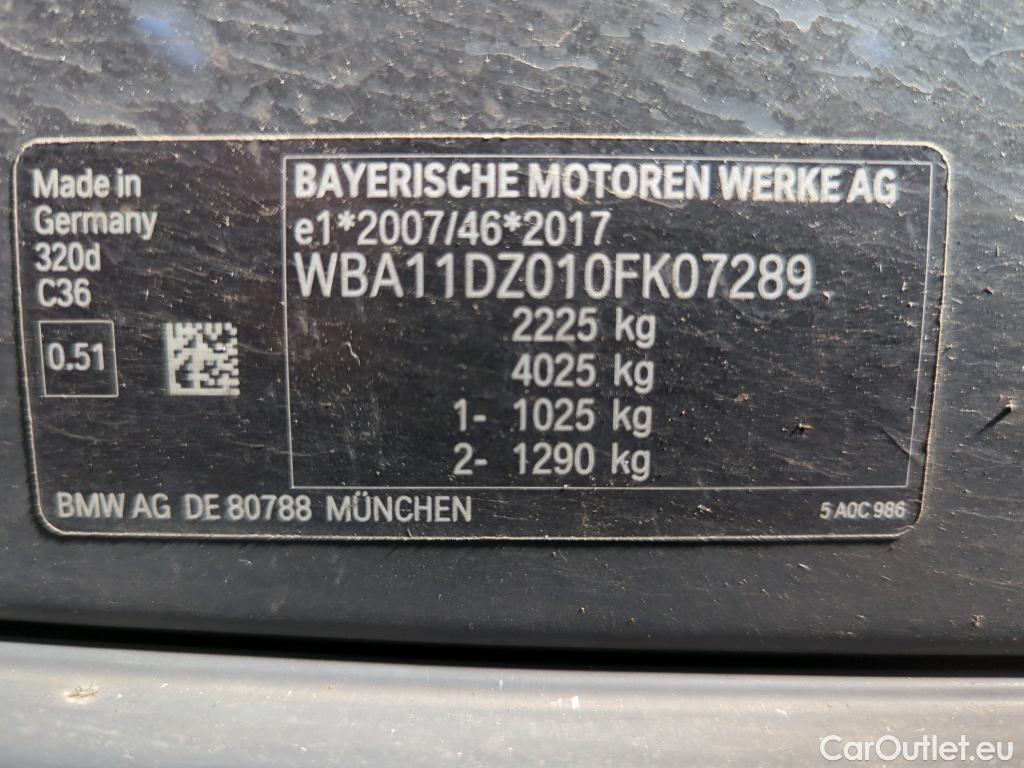 Made in
Germany
320d
C36
0.51
BAYERISCHE MOTOREN WERKE AG
e1*2007/46*2017
WBA11DZ010FK07289
2225 kg
4025 kg
1- 1025 kg
2- 1290 kg
BMW AG DE 80788 MÜNCHEN
5 A0C 986
CarOutlet.eu